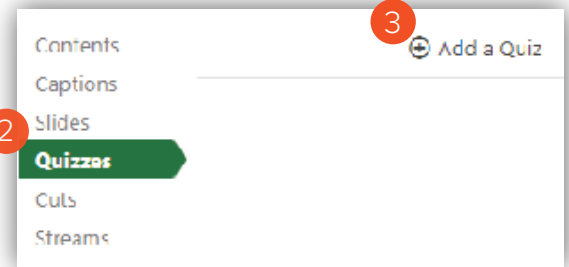 3
Contents
Add a Quiz
Captions
2
Slides
Quizzes
Cuts
Streams